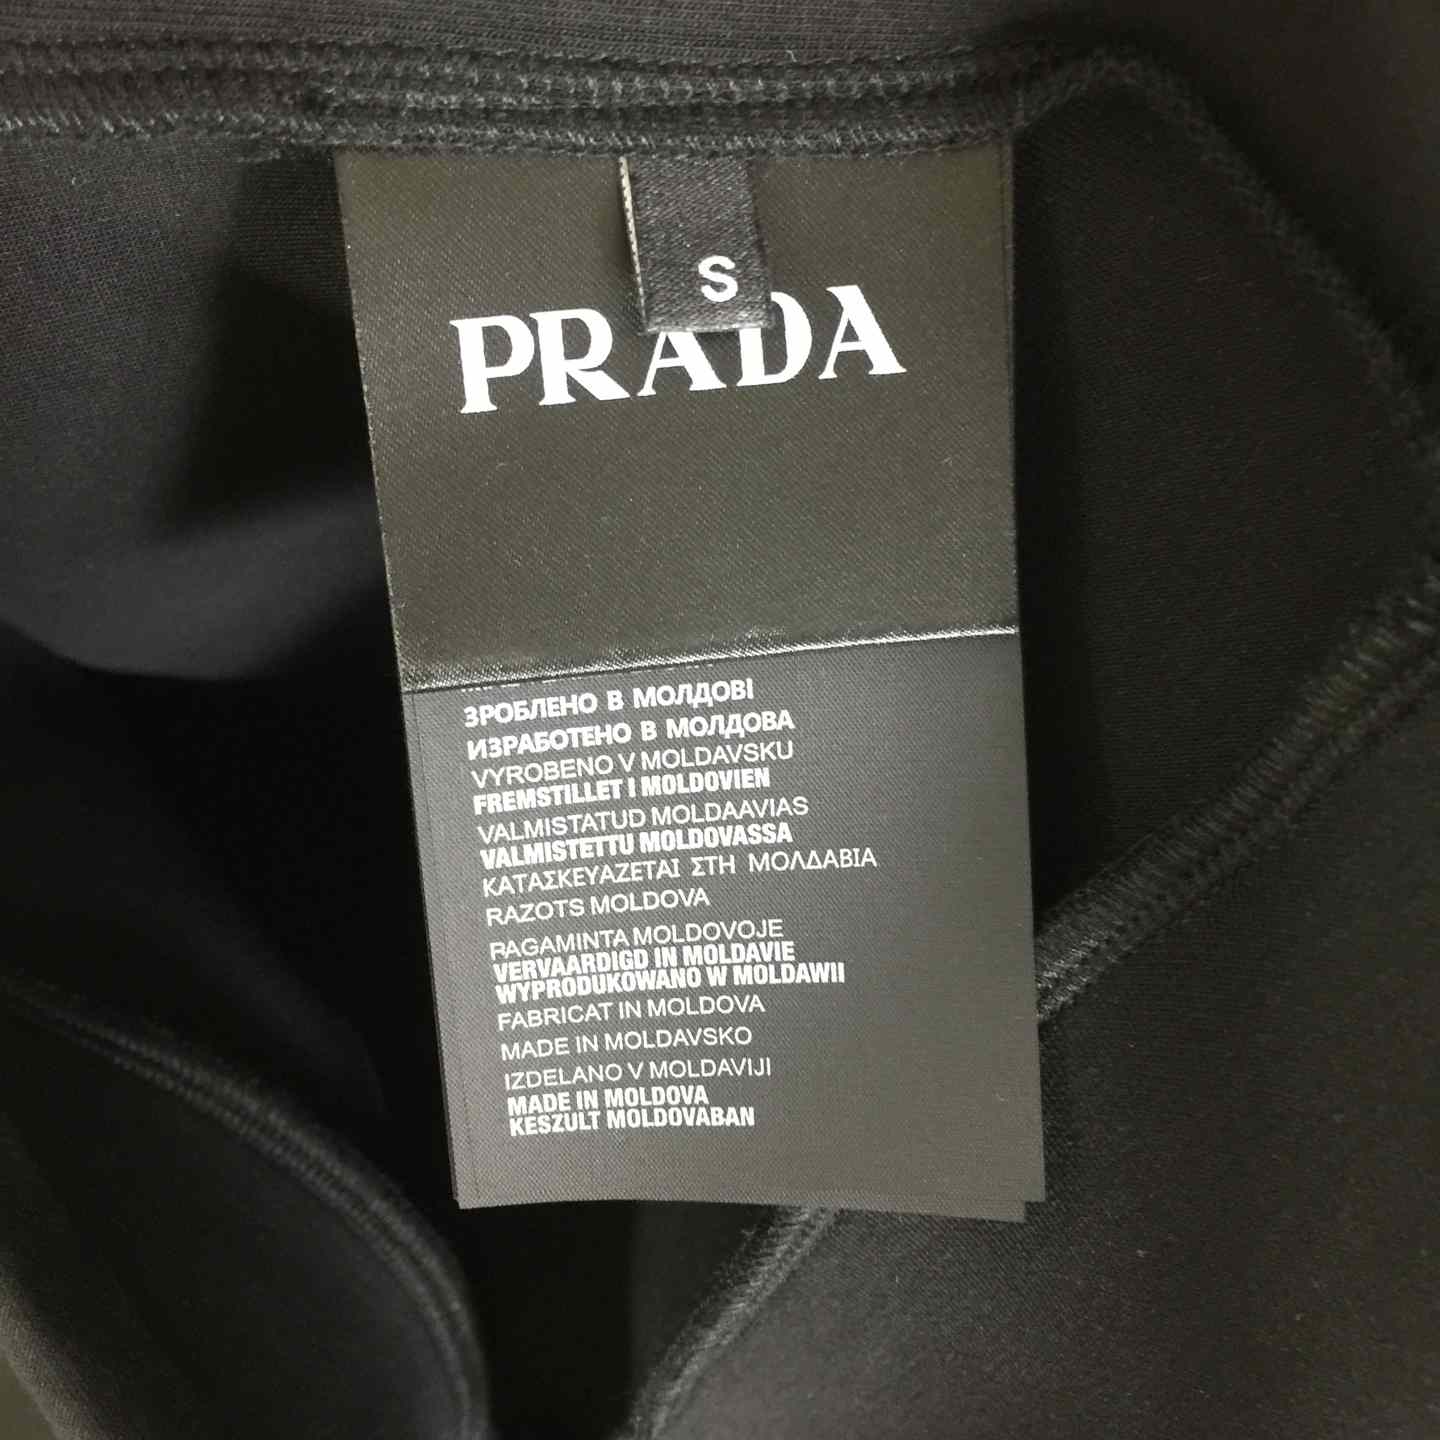 S
PRADA
ЗРОБЛЕНО В МОЛДОВІ
ИЗРАБОТЕНО В МОЛДОВА
VYROBENO V MOLDAVSKU
FREMSTILLET I MOLDOVIEN
VALMISTATUD MOLDAAVIAS
VALMISTETTU MOLDOVASSA
ΚΑΤΑΣΚΕΥΑΖΕΤΑΙ ΣΤΗ ΜΟΛΔΑΒΙΑ
RAZOTS MOLDOVA
PAGAMINTA MOLDOVOJE
VERVAARDIGD IN MOLDAVIE
WYPRODUKOWANO W MOLDAWII
FABRICAT IN MOLDOVA
MADE IN MOLDAVSKO
IZDELANO V MOLDAVIJI
MADE IN MOLDOVA
KESZULT MOLDOVABAN